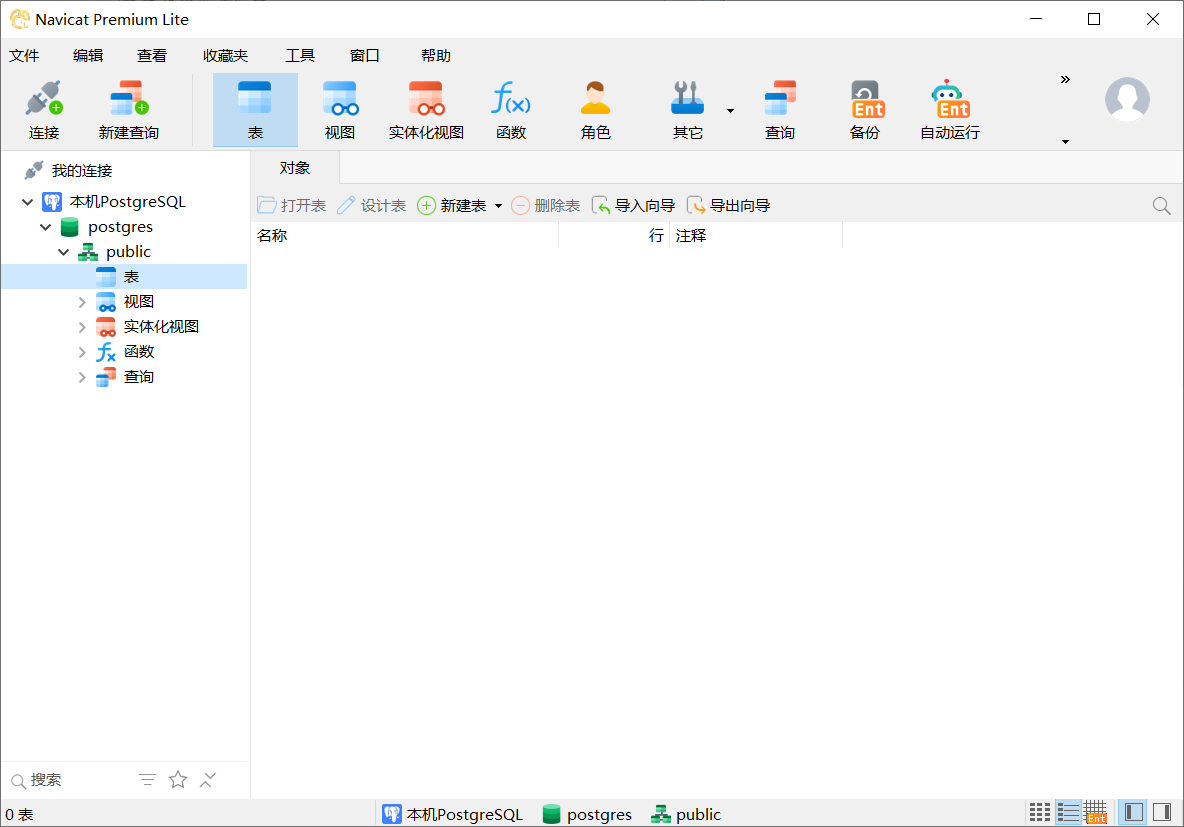 Navicat Premium Lite
文件 编辑 查看 收藏夹 工具 窗口 帮助
连接 新建查询 表 视图 实体化视图 函数 角色 其它 查询 Ent 备份 Ent 自动运行
我的连接
对象
本机PostgreSQL
打开表 设计表 新建表 删除表 导入向导 导出向导
postgres
名称 行 注释
public
表
视图
实体化视图
函数
查询
搜索
0 表 本机PostgreSQL postgres public Ent